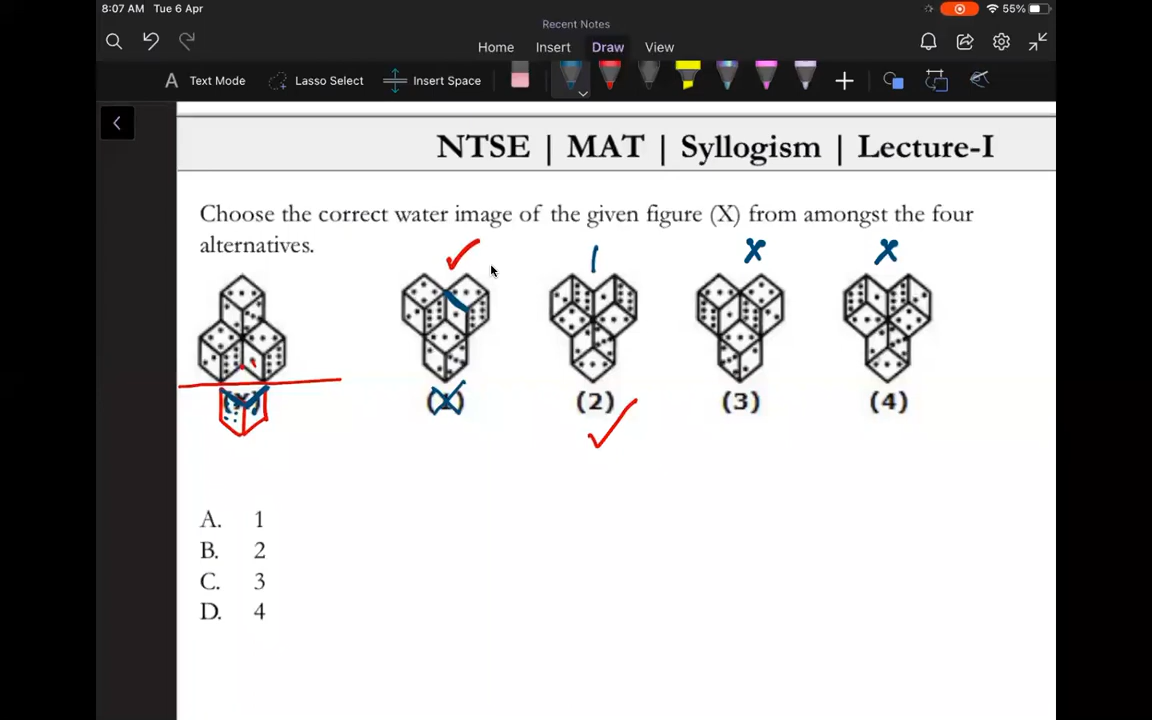 8:07 AM Tue 6 Apr
55%
Recent Notes
Home Insert Draw View
Text Mode Lasso Select Insert Space
NTSE | MAT | Syllogism | Lecture-I
Choose the correct water image of the given figure (X) from amongst the four
alternatives.
(X) (1) (2) (3) (4)
A. 1
B. 2
C. 3
D. 4